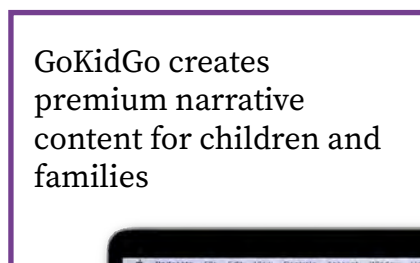 GoKidGo creates
premium narrative
content for children and
families